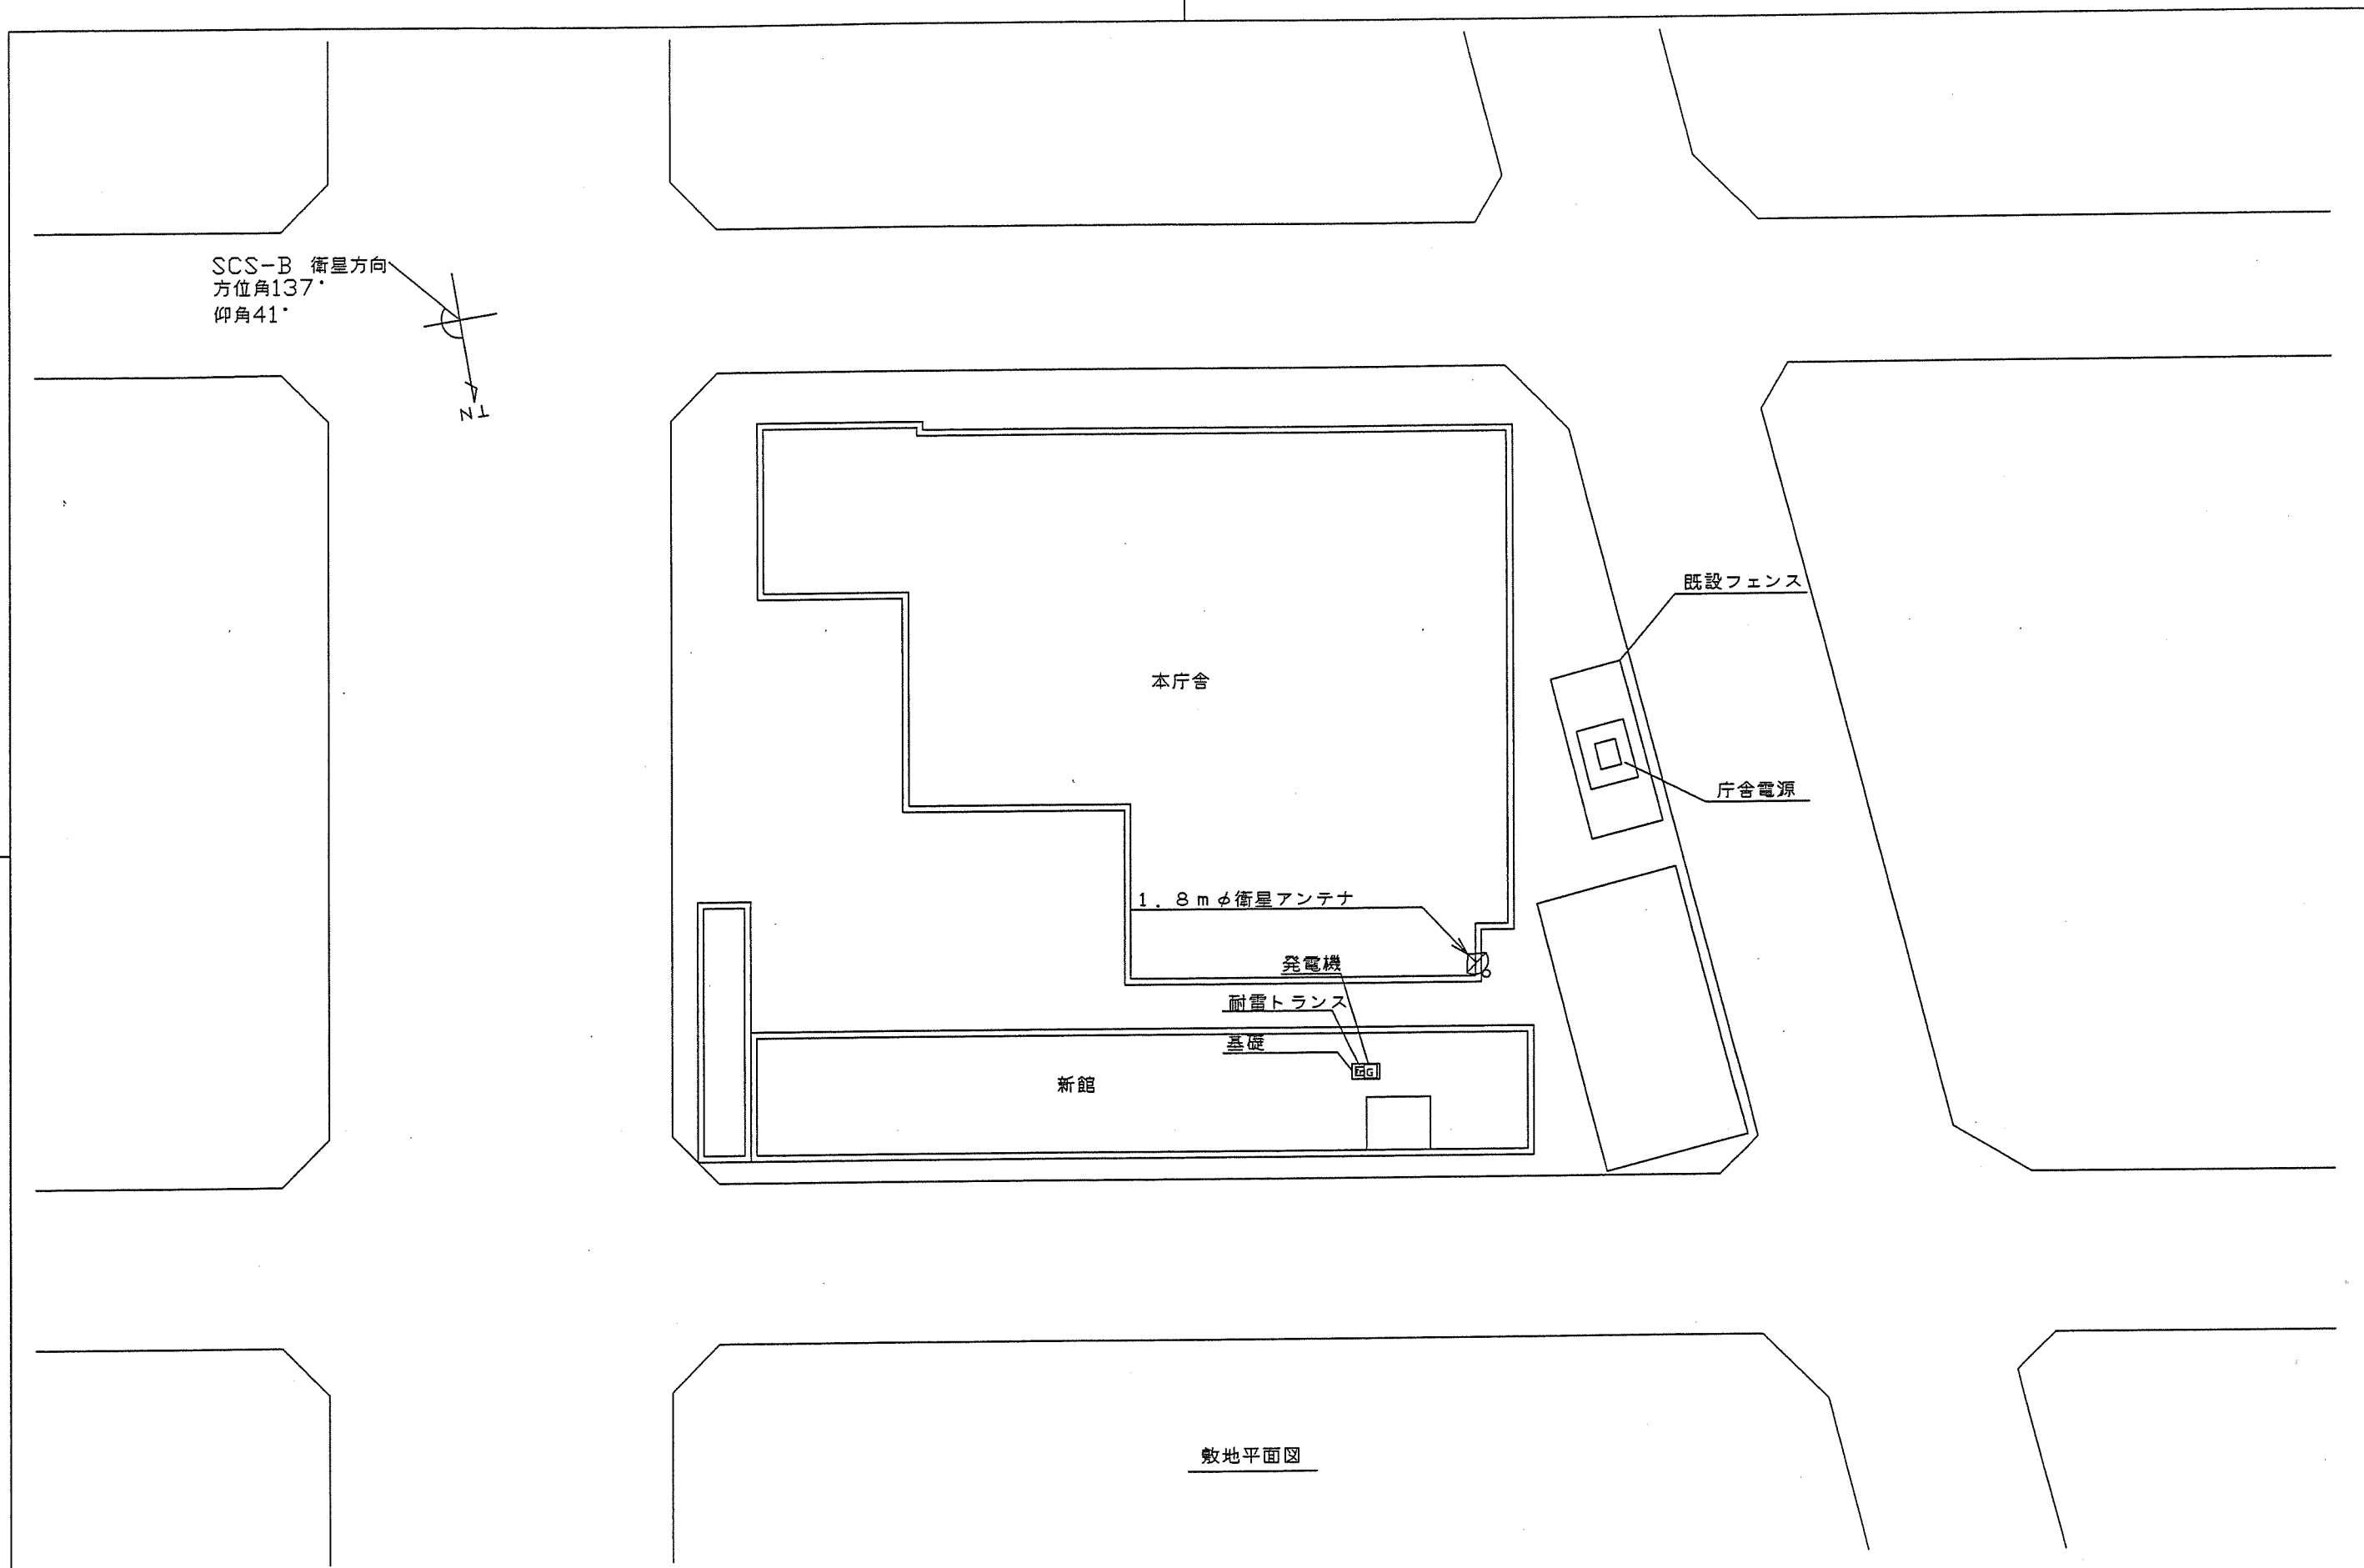 SCS-B 衛星方向
方位角137°
仰角41°
TN
既設フェンス
本庁舎
庁舎電源
1.8mφ衛星アンテナ
発電機
耐雷トランス
基礎
新館
敷地平面図